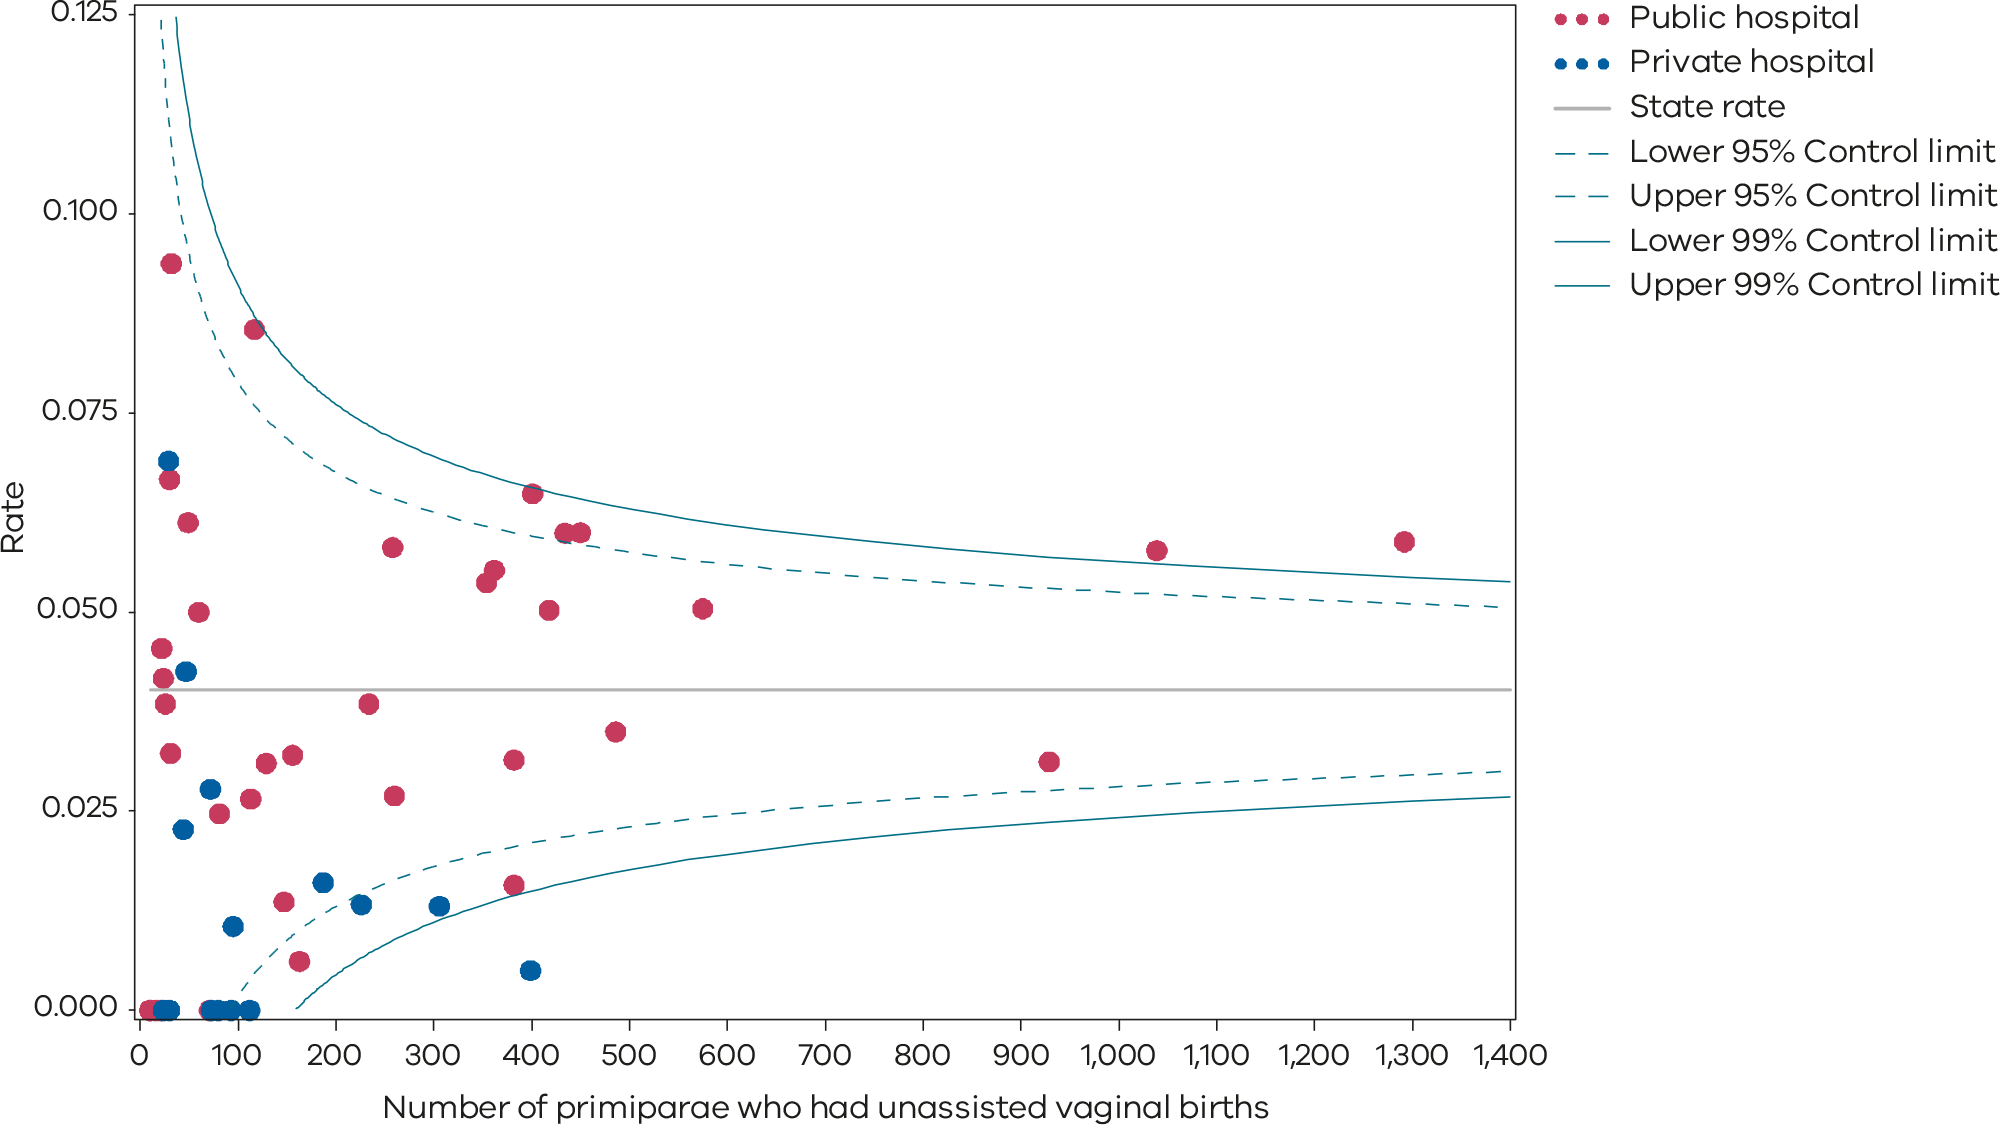 0.125
0.100
0.075
0.050
0.025
0.000
Rate
0 100 200 300 400 500 600 700 800 900 1,000 1,100 1,200 1,300 1,400
Number of primiparae who had unassisted vaginal births
Public hospital
Private hospital
State rate
Lower 95% Control limit
Upper 95% Control limit
Lower 99% Control limit
Upper 99% Control limit